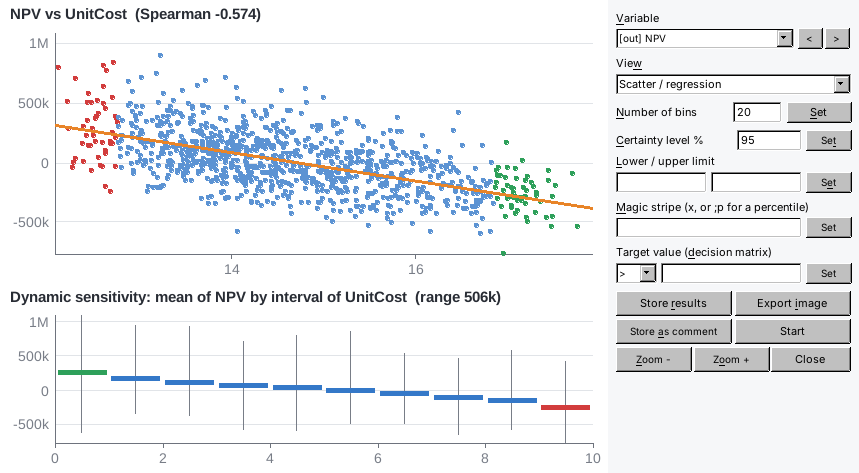 NPV vs UnitCost (Spearman -0.574)
1M
500k
0
-500k
14
16
Dynamic sensitivity: mean of NPV by interval of UnitCost (range 506k)
1M
500k
0
-500k
0
2
4
6
8
10
Variable
[out] NPV
<
>
View
Scatter / regression
Number of bins
20
Set
Certainty level %
95
Set
Lower / upper limit
Set
Magic stripe (x, or ;p for a percentile)
Set
Target value (decision matrix)
>
Set
Store results
Export image
Store as comment
Start
Zoom -
Zoom +
Close